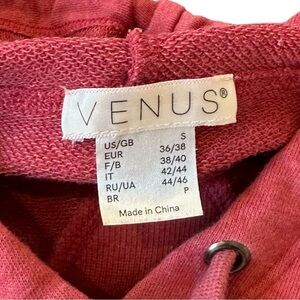 VENUS®
US/GB S
EUR 36/38
F/B 38/40
IT 42/44
RU/UA 44/46
BR P
Made in China